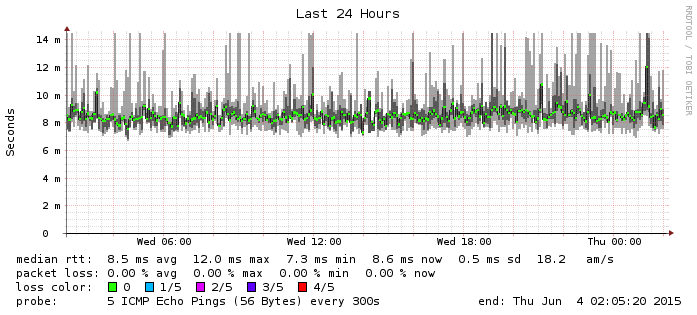 Last 24 Hours
RRDTOOL / TOBI OETIKER
Seconds
14 m
12 m
10 m
8 m
6 m
4 m
2 m
0
Wed 06:00 Wed 12:00 Wed 18:00 Thu 00:00
median rtt: 8.5 ms avg 12.0 ms max 7.3 ms min 8.6 ms now 0.5 ms sd 18.2 am/s
packet loss: 0.00 % avg 0.00 % max 0.00 % min 0.00 % now
loss color: 0 1/5 2/5 3/5 4/5
probe: 5 ICMP Echo Pings (56 Bytes) every 300s end: Thu Jun 4 02:05:20 2015